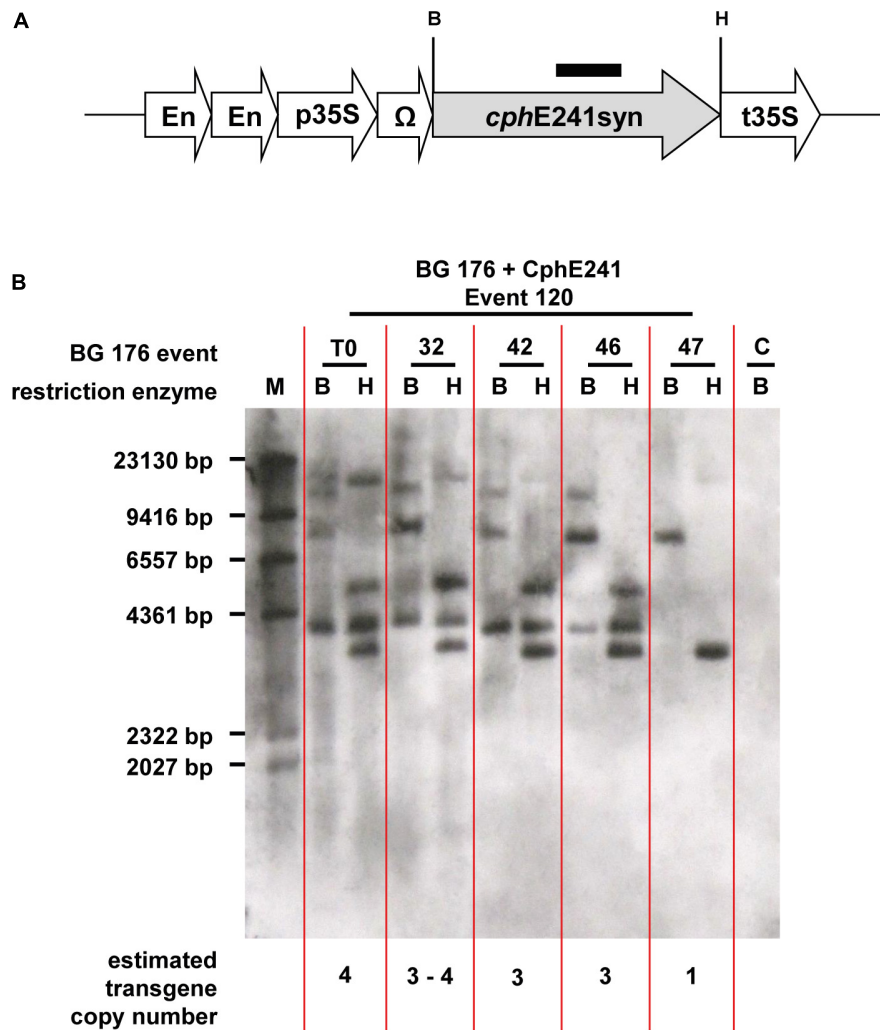 A
B H
En En p35S Ω cphE241syn t35S
B
BG 176 + CphE241
Event 120
BG 176 event T0 32 42 46 47 C
restriction enzyme M B H B H B H B H B H B
23130 bp
9416 bp
6557 bp
4361 bp
2322 bp
2027 bp
estimated
transgene
copy number
4 3 - 4 3 3 1